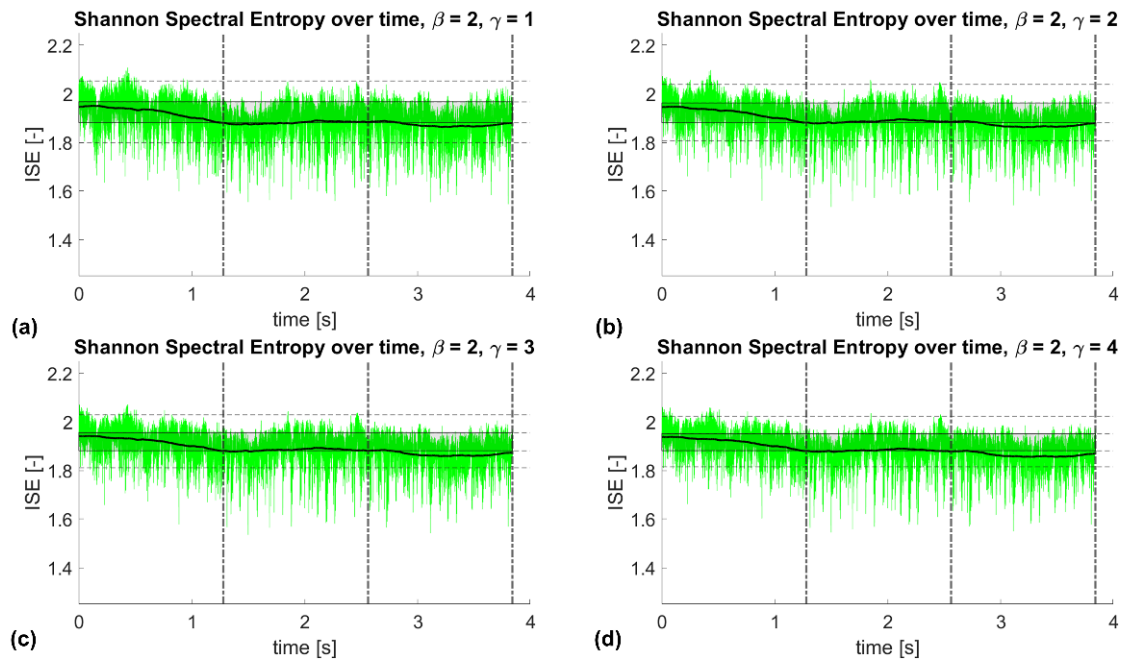 Shannon Spectral Entropy over time, β = 2, γ = 1
2.2
2
1.8
1.6
1.4
ISE [-]
0 1 2 3 4
time [s]
(a)
Shannon Spectral Entropy over time, β = 2, γ = 2
2.2
2
1.8
1.6
1.4
ISE [-]
0 1 2 3 4
time [s]
(b)
Shannon Spectral Entropy over time, β = 2, γ = 3
2.2
2
1.8
1.6
1.4
ISE [-]
0 1 2 3 4
time [s]
(c)
Shannon Spectral Entropy over time, β = 2, γ = 4
2.2
2
1.8
1.6
1.4
ISE [-]
0 1 2 3 4
time [s]
(d)